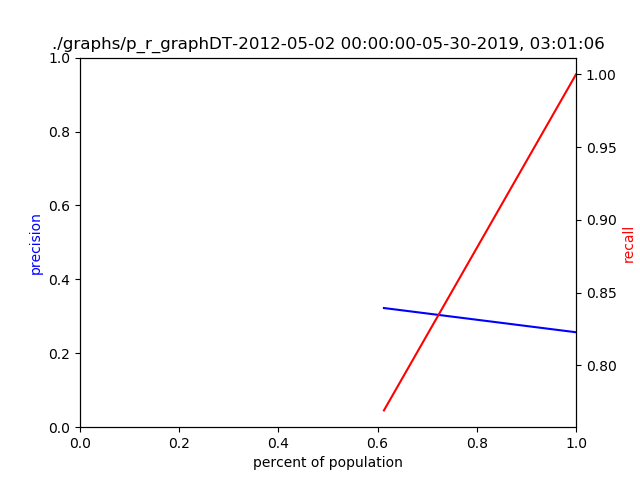 ./graphs/p_r_graphDT-2012-05-02 00:00:00-05-30-2019, 03:01:06
1.0
0.8
0.6
0.4
0.2
0.0
precision
1.00
0.95
0.90
0.85
0.80
recall
0.0 0.2 0.4 0.6 0.8 1.0
percent of population